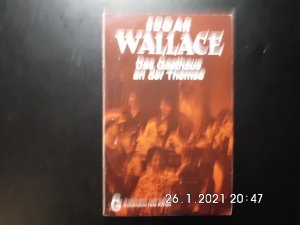 EDGAR
WALLACE
Das Gasthaus
an der Themse
26.1.2021 20:47